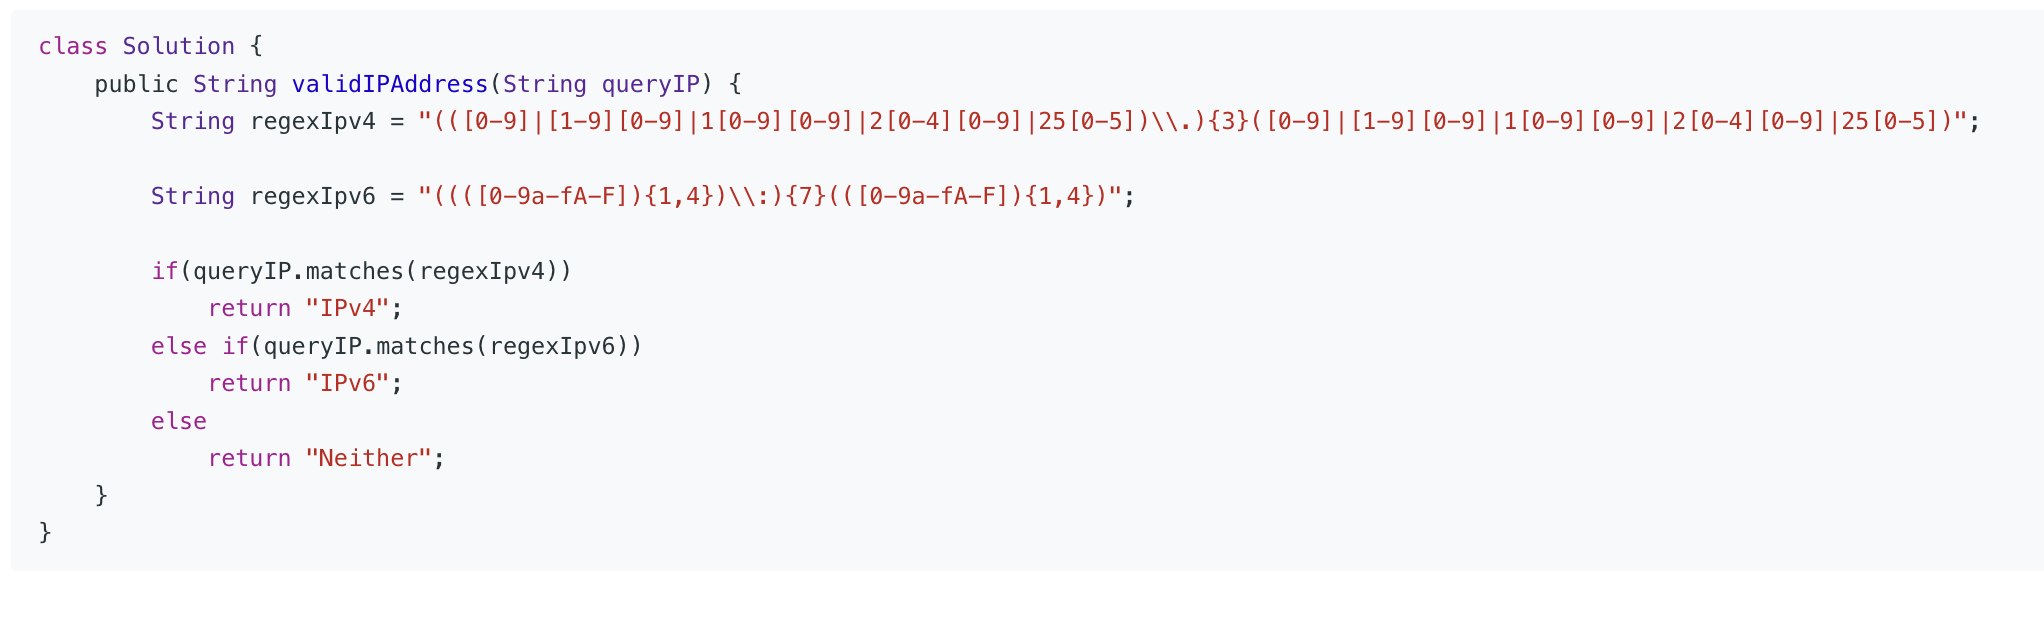 class Solution {
    public String validIPAddress(String queryIP) {
        String regexIpv4 = "(([0-9]|[1-9][0-9]|1[0-9][0-9]|2[0-4][0-9]|25[0-5])\\.){3}([0-9]|[1-9][0-9]|1[0-9][0-9]|2[0-4][0-9]|25[0-5])";
        String regexIpv6 = "((([0-9a-fA-F]){1,4})\\:){7}(([0-9a-fA-F]){1,4})";
        if(queryIP.matches(regexIpv4))
            return "IPv4";
        else if(queryIP.matches(regexIpv6))
            return "IPv6";
        else
            return "Neither";
    }
}